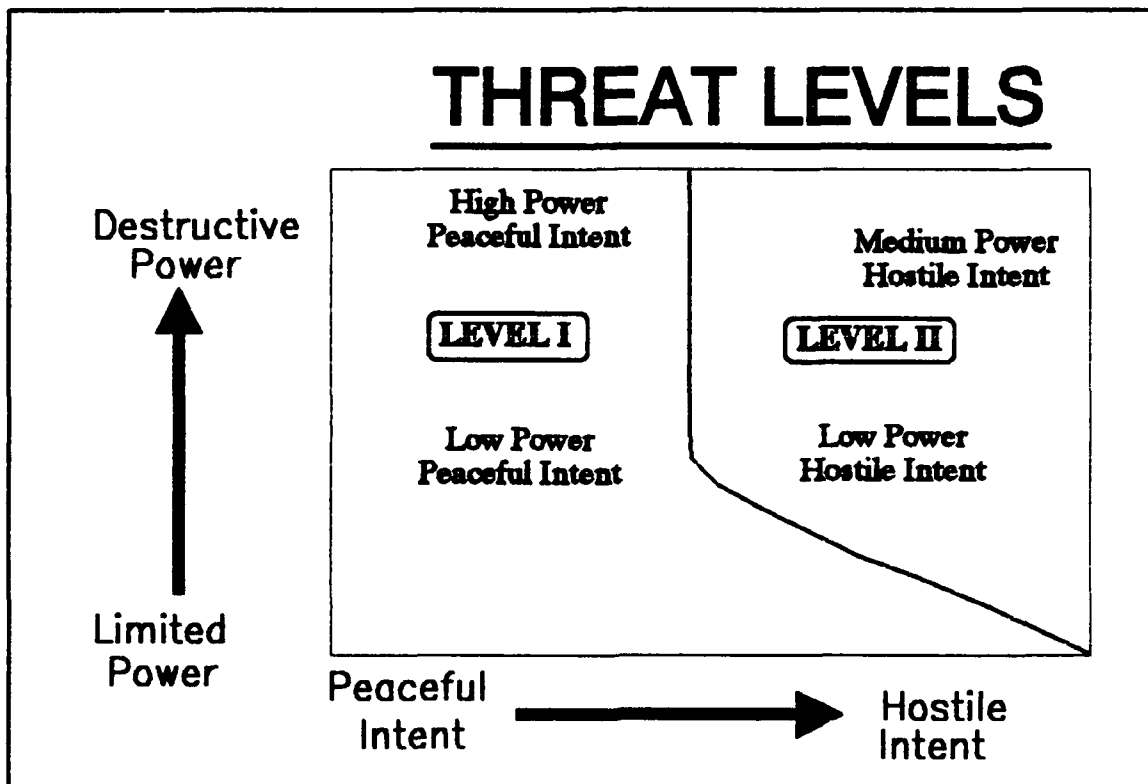 THREAT LEVELS
Destructive
Power
Limited
Power
High Power
Peaceful Intent
LEVEL I
Low Power
Peaceful Intent
Medium Power
Hostile Intent
LEVEL II
Low Power
Hostile Intent
Peaceful
Intent
Hostile
Intent